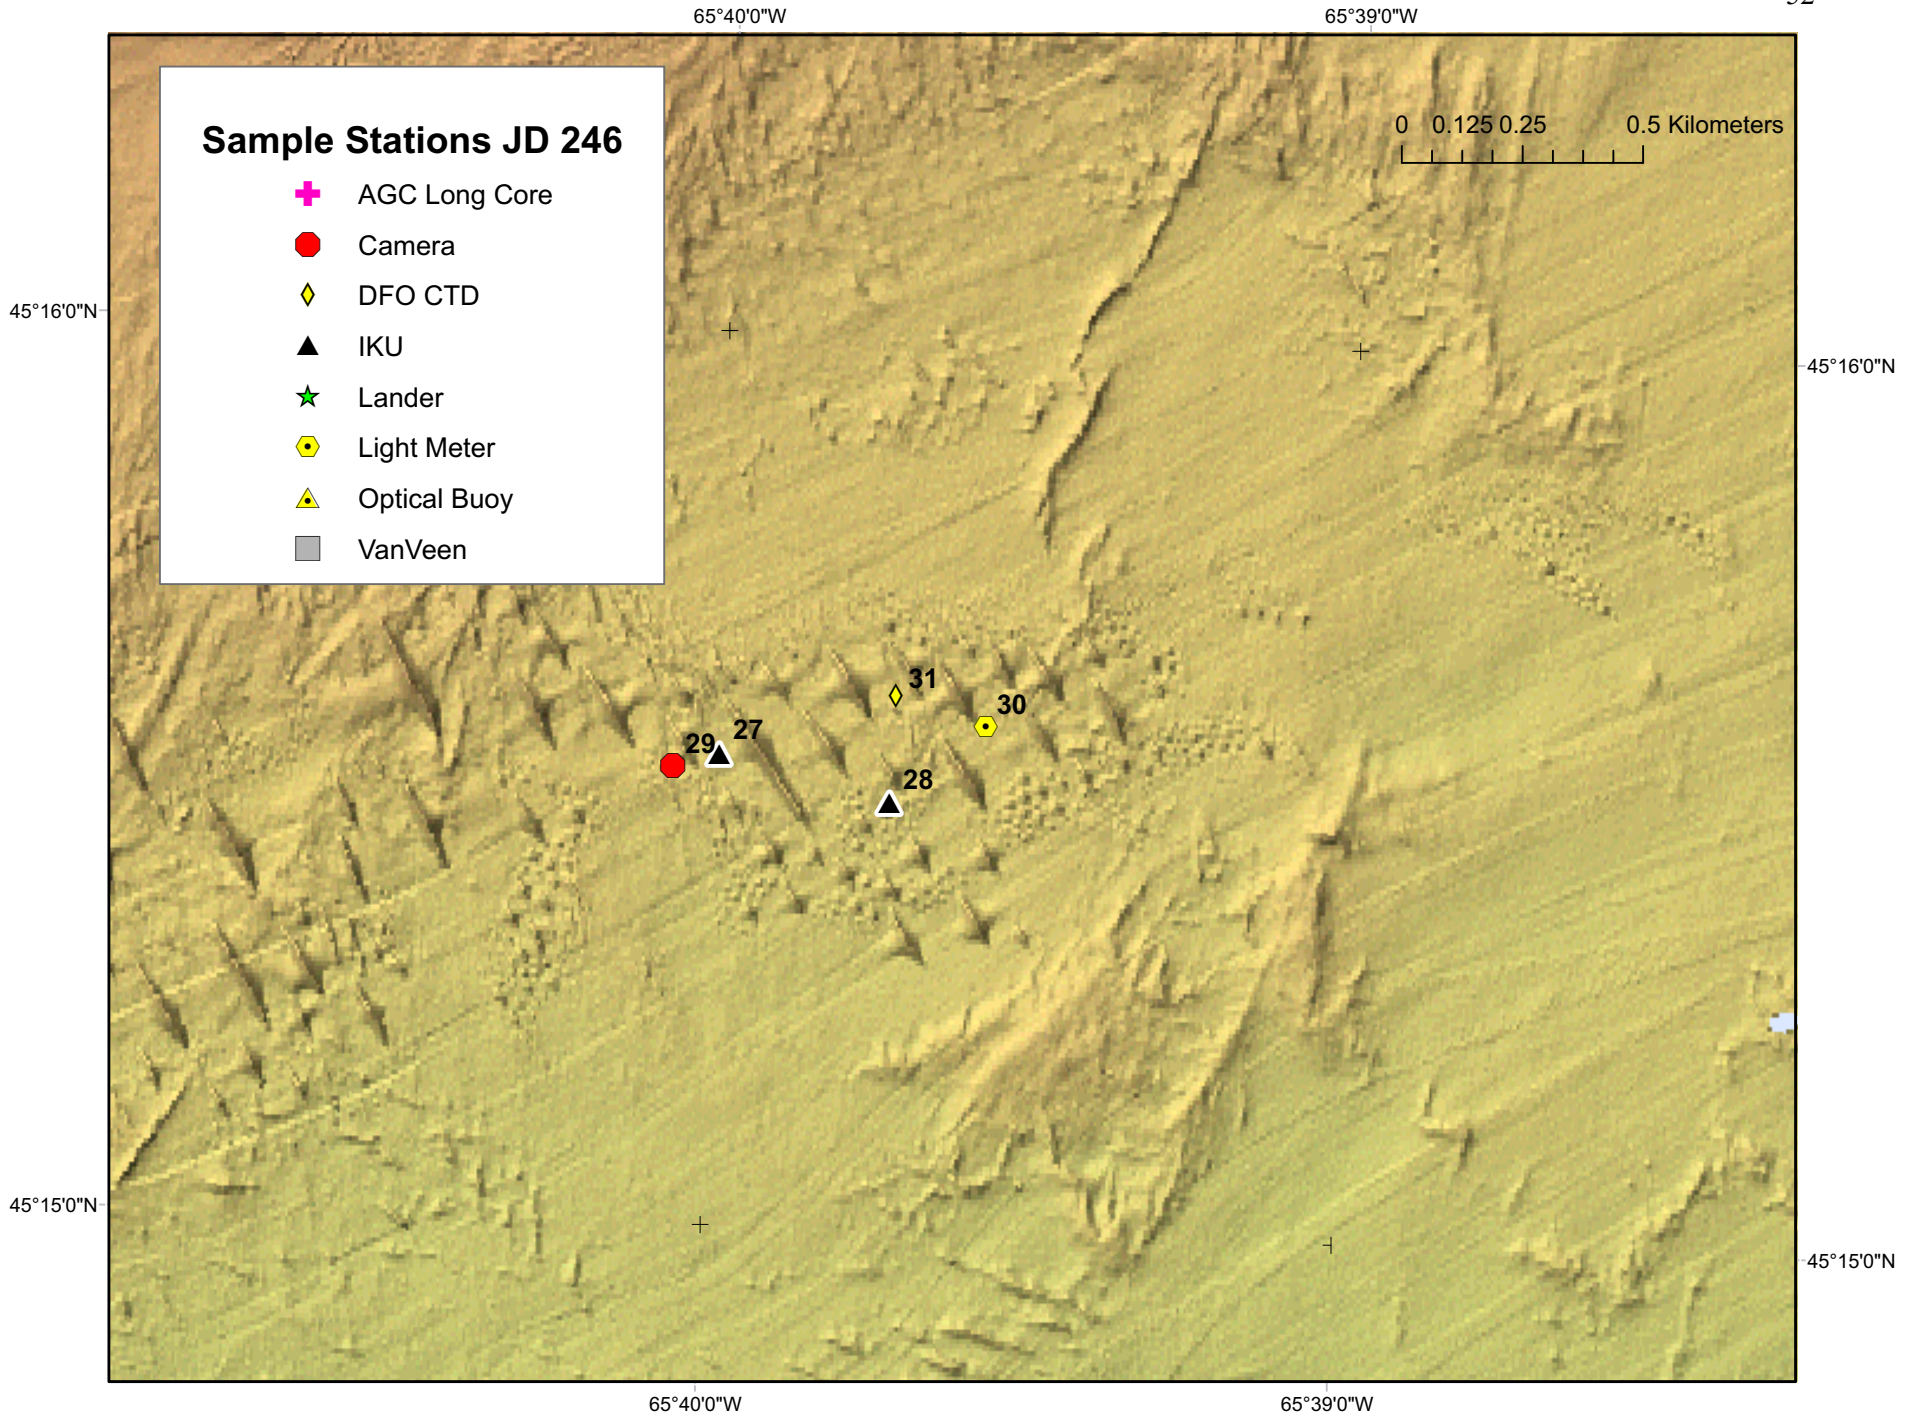 65°40'0"W 65°39'0"W
Sample Stations JD 246
AGC Long Core
Camera
DFO CTD
IKU
Lander
Light Meter
Optical Buoy
VanVeen
0 0.125 0.25 0.5 Kilometers
45°16'0"N
45°16'0"N
31
30
27
29
28
45°15'0"N
45°15'0"N
65°40'0"W 65°39'0"W